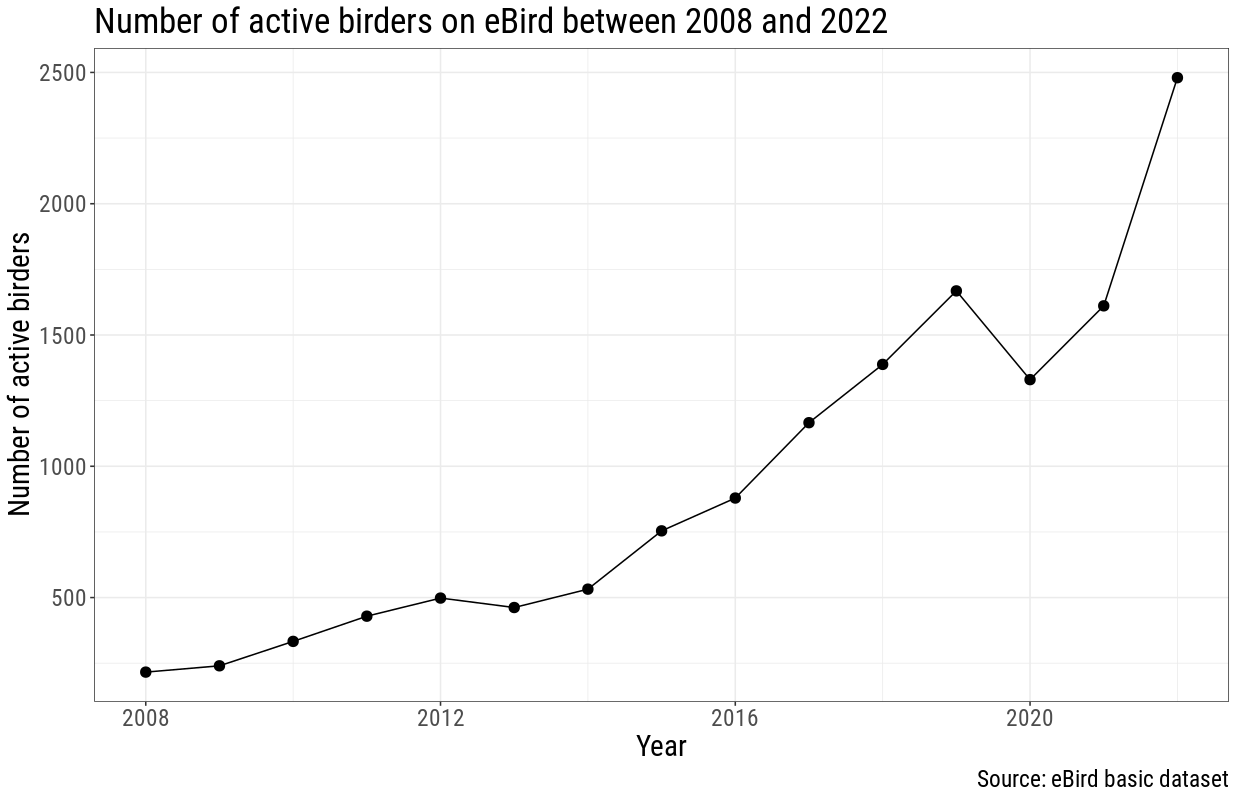 Number of active birders on eBird between 2008 and 2022
Number of active birders
2500
2000
1500
1000
500
2008 2012 2016 2020
Year
Source: eBird basic dataset